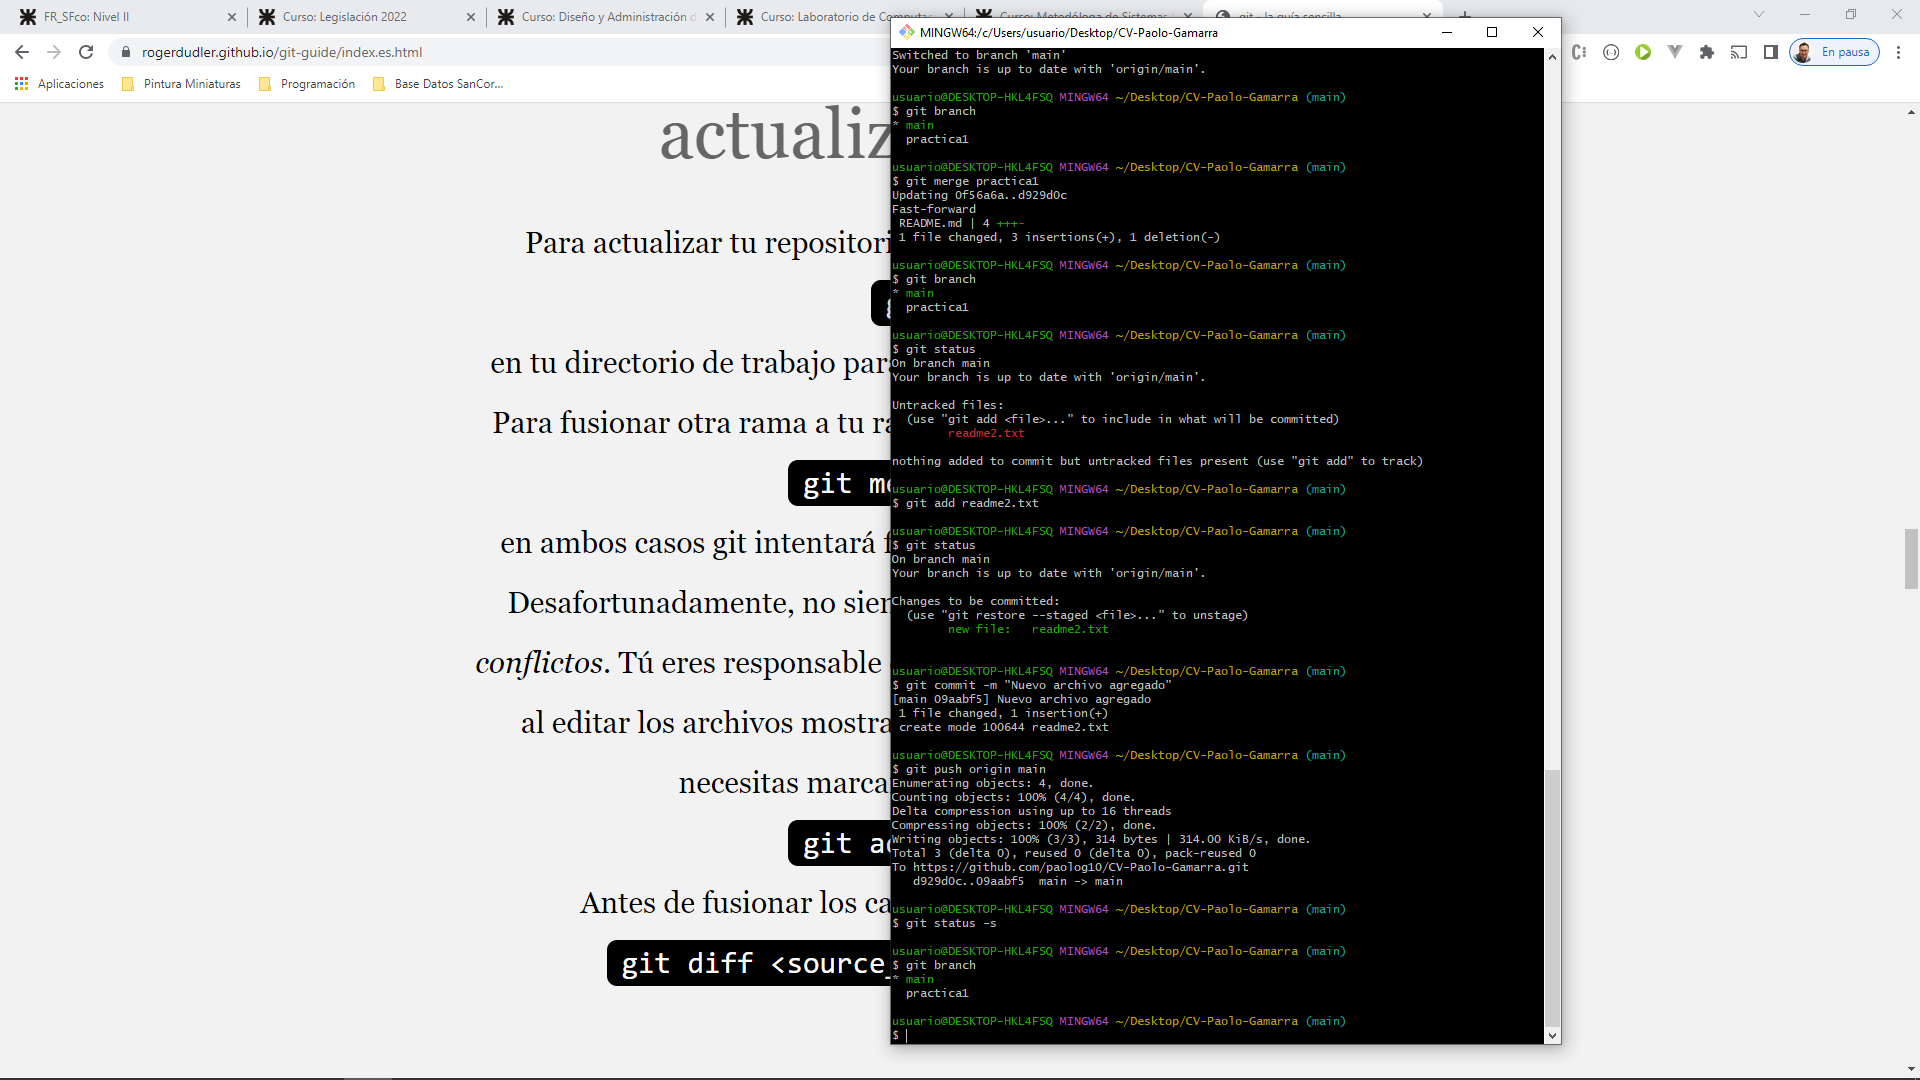 FR_SFco: Nivel II
Curso: Legislación 2022
Curso: Diseño y Administración d
MINGW64:/c/Users/usuario/Desktop/CV-Paolo-Gamarra
rogerdudler.github.io/git-guide/index.es.html
En pausa
Aplicaciones
Pintura Miniaturas
Programación
Base Datos SanCor...
actualiz
Para actualizar tu repositori
en tu directorio de trabajo para
Para fusionar otra rama a tu ra
git me
en ambos casos git intentará f
Desafortunadamente, no sien
conflictos. Tú eres responsable
al editar los archivos mostra
necesitas marca
git ad
Antes de fusionar los ca
git diff <source_
Switched to branch 'main'
Your branch is up to date with 'origin/main'.
usuario@DESKTOP-HKL4FSQ MINGW64 ~/Desktop/CV-Paolo-Gamarra (main)
$ git branch
* main
practica1
usuario@DESKTOP-HKL4FSQ MINGW64 ~/Desktop/CV-Paolo-Gamarra (main)
$ git merge practica1
Updating 0f56a6a..d929d0c
Fast-forward
README.md | 4 +++-
1 file changed, 3 insertions(+), 1 deletion(-)
usuario@DESKTOP-HKL4FSQ MINGW64 ~/Desktop/CV-Paolo-Gamarra (main)
$ git branch
* main
practica1
usuario@DESKTOP-HKL4FSQ MINGW64 ~/Desktop/CV-Paolo-Gamarra (main)
$ git status
On branch main
Your branch is up to date with 'origin/main'.
Untracked files:
(use "git add <file>..." to include in what will be committed)
readme2.txt
nothing added to commit but untracked files present (use "git add" to track)
usuario@DESKTOP-HKL4FSQ MINGW64 ~/Desktop/CV-Paolo-Gamarra (main)
$ git add readme2.txt
usuario@DESKTOP-HKL4FSQ MINGW64 ~/Desktop/CV-Paolo-Gamarra (main)
$ git status
On branch main
Your branch is up to date with 'origin/main'.
Changes to be committed:
(use "git restore --staged <file>..." to unstage)
new file: readme2.txt
usuario@DESKTOP-HKL4FSQ MINGW64 ~/Desktop/CV-Paolo-Gamarra (main)
$ git commit -m "Nuevo archivo agregado"
[main 09aabf5] Nuevo archivo agregado
1 file changed, 1 insertion(+)
create mode 100644 readme2.txt
usuario@DESKTOP-HKL4FSQ MINGW64 ~/Desktop/CV-Paolo-Gamarra (main)
$ git push origin main
Enumerating objects: 4, done.
Counting objects: 100% (4/4), done.
Delta compression using up to 16 threads
Compressing objects: 100% (2/2), done.
Writing objects: 100% (3/3), 314 bytes | 314.00 KiB/s, done.
Total 3 (delta 0), reused 0 (delta 0), pack-reused 0
To https://github.com/paolog10/CV-Paolo-Gamarra.git
d929d0c..09aabf5 main -> main
usuario@DESKTOP-HKL4FSQ MINGW64 ~/Desktop/CV-Paolo-Gamarra (main)
$ git status -s
usuario@DESKTOP-HKL4FSQ MINGW64 ~/Desktop/CV-Paolo-Gamarra (main)
$ git branch
* main
practica1
usuario@DESKTOP-HKL4FSQ MINGW64 ~/Desktop/CV-Paolo-Gamarra (main)
$